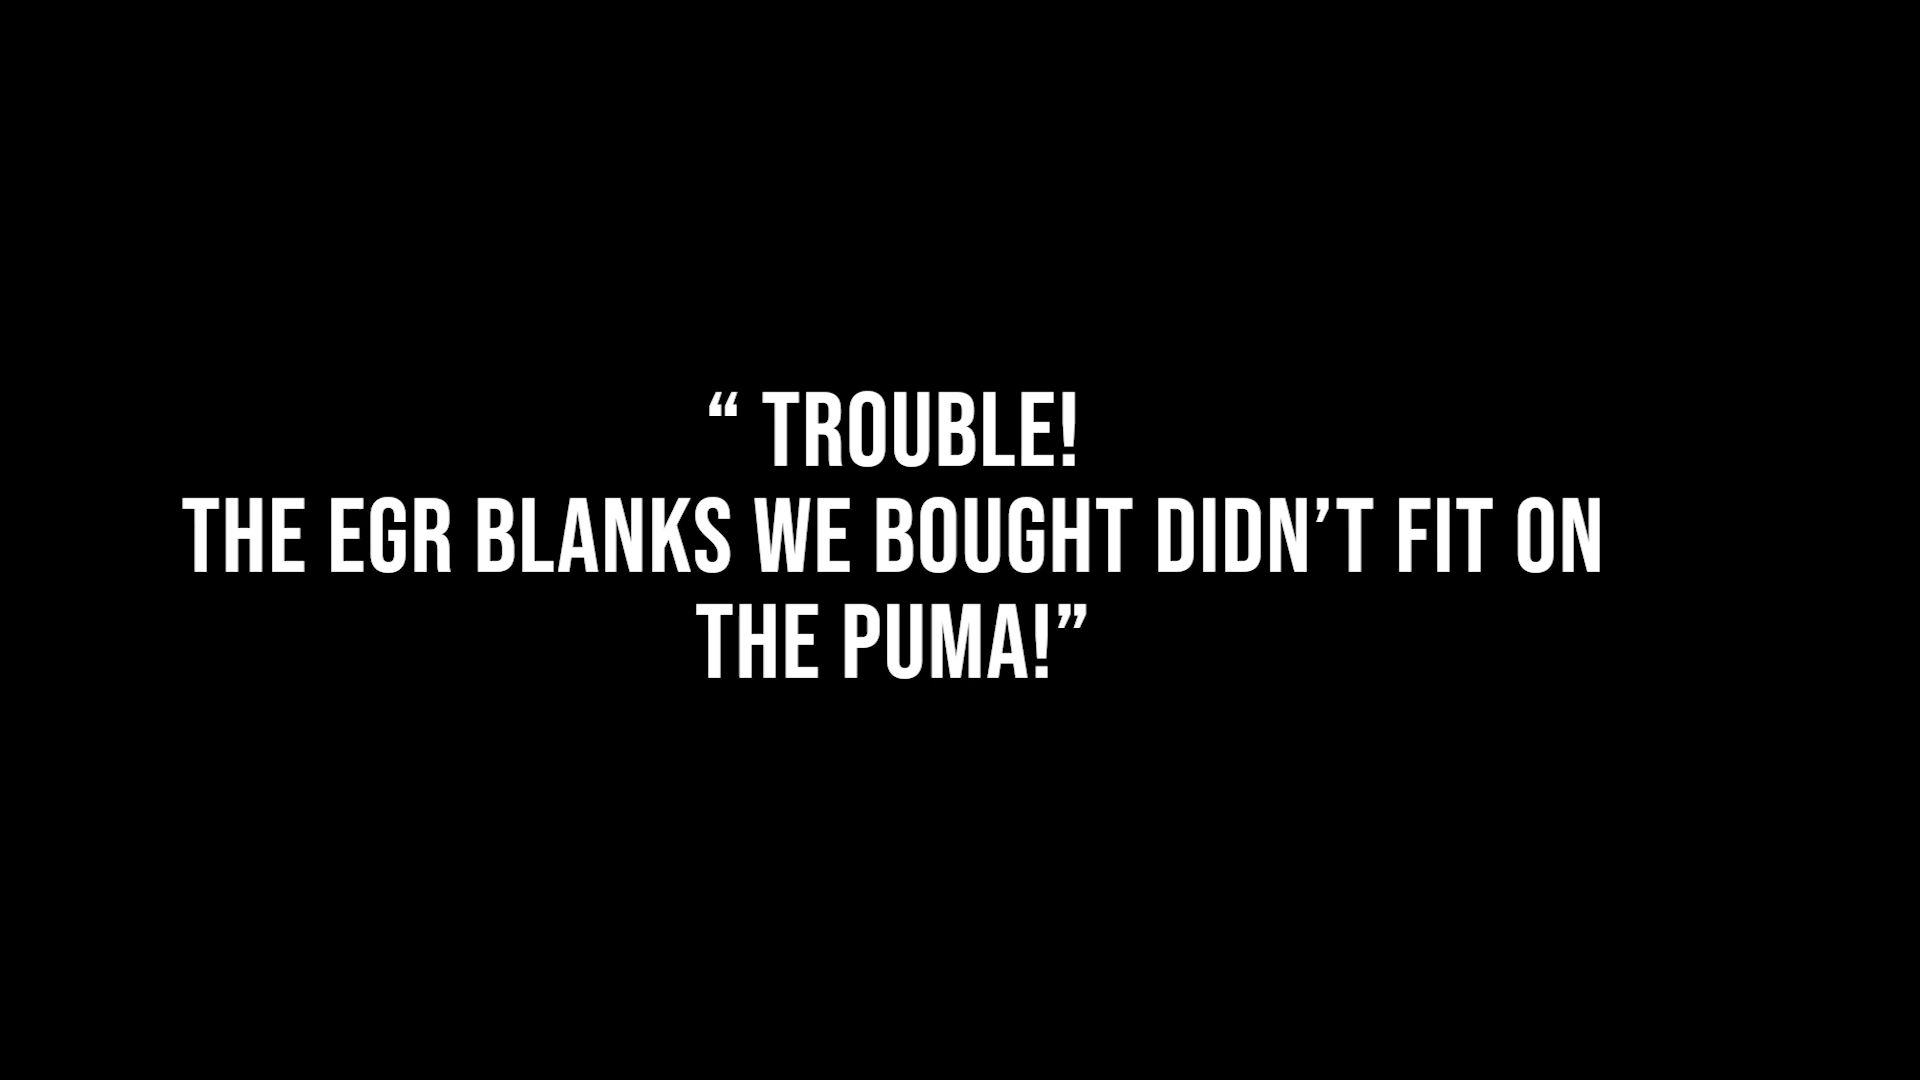 “ TROUBLE!
THE EGR BLANKS WE BOUGHT DIDN’T FIT ON
THE PUMA!”